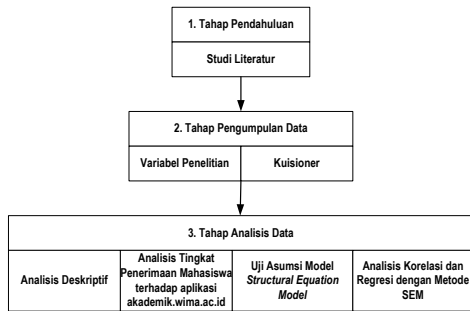 1. Tahap Pendahuluan
Studi Literatur
2. Tahap Pengumpulan Data
Variabel Penelitian
Kuisioner
3. Tahap Analisis Data
Analisis Deskriptif
Analisis Tingkat
Penerimaan Mahasiswa
terhadap aplikasi
akademik.wima.ac.id
Uji Asumsi Model
Structural Equation
Model
Analisis Korelasi dan
Regresi dengan Metode
SEM